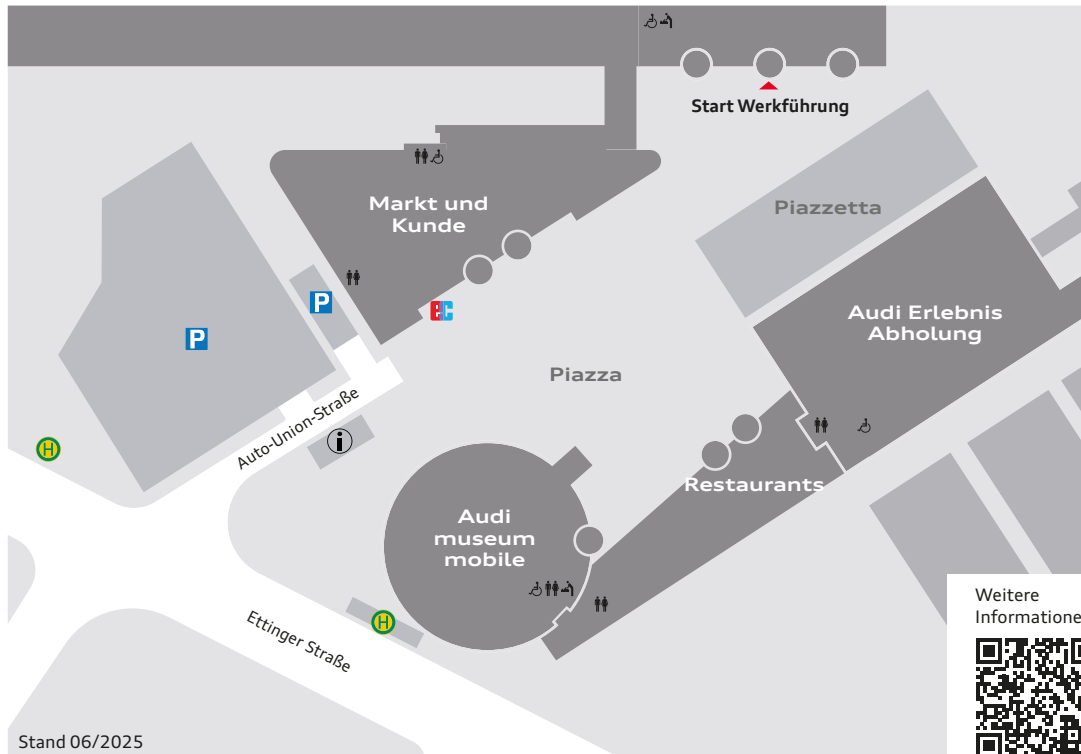 Start Werkführung
Markt und
Kunde
Piazzetta
ec
P
P
Audi Erlebnis
Abholung
Piazza
Auto-Union-Straße
H
i
Restaurants
Audi
museum
mobile
H
Ettinger Straße
Weitere
Informatione
Stand 06/2025